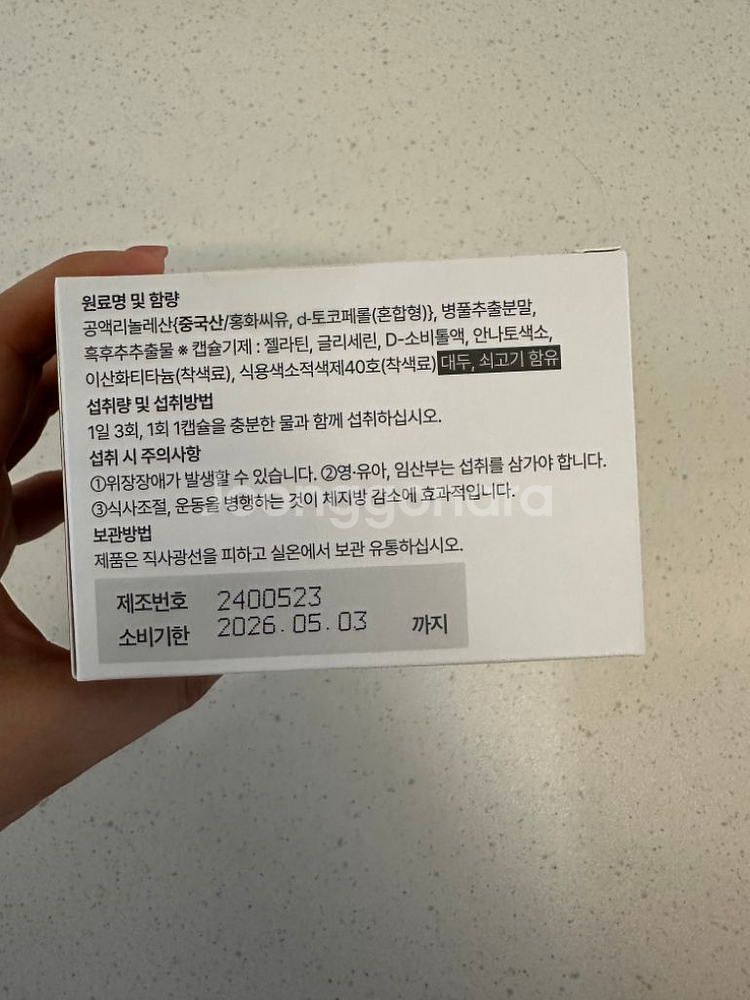 원료명 및 함량
공액리놀레산{중국산/홍화씨유, d-토코페롤(혼합형)}, 병풀추출분말,
흑후추추출물 ※ 캡슐기제 : 젤라틴, 글리세린, D-소비톨액, 안나토색소,
이산화티타늄(착색료), 식용색소적색제40호(착색료) 대두, 쇠고기 함유
섭취량 및 섭취방법
1일 3회, 1회 1캡슐을 충분한 물과 함께 섭취하십시오.
섭취 시 주의사항
①위장장애가 발생할 수 있습니다. ②영·유아, 임산부는 섭취를 삼가야 합니다.
③식사조절, 운동을 병행하는 것이 체지방 감소에 효과적입니다.
joonggonara
보관방법
제품은 직사광선을 피하고 실온에서 보관 유통하십시오.
제조번호 2400523
소비기한 2026.05.03 까지